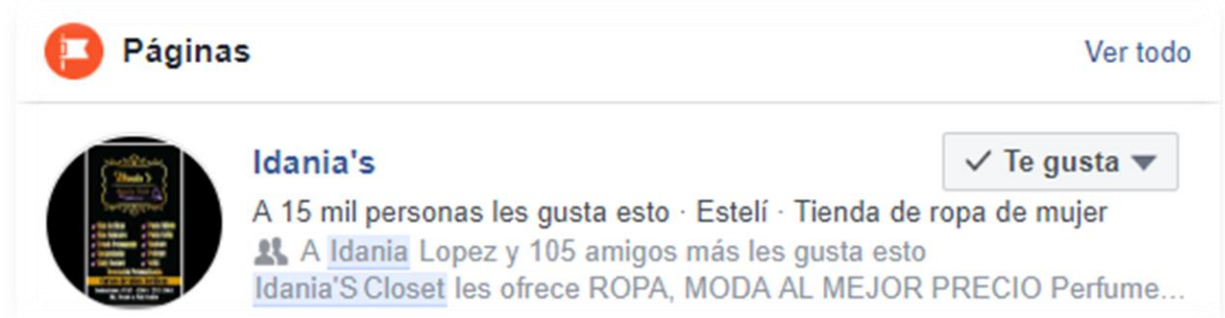 Páginas
Ver todo
Idania's
Te gusta
A 15 mil personas les gusta esto · Estelí · Tienda de ropa de mujer
A Idania Lopez y 105 amigos más les gusta esto
Idania'S Closet les ofrece ROPA, MODA AL MEJOR PRECIO Perfume...